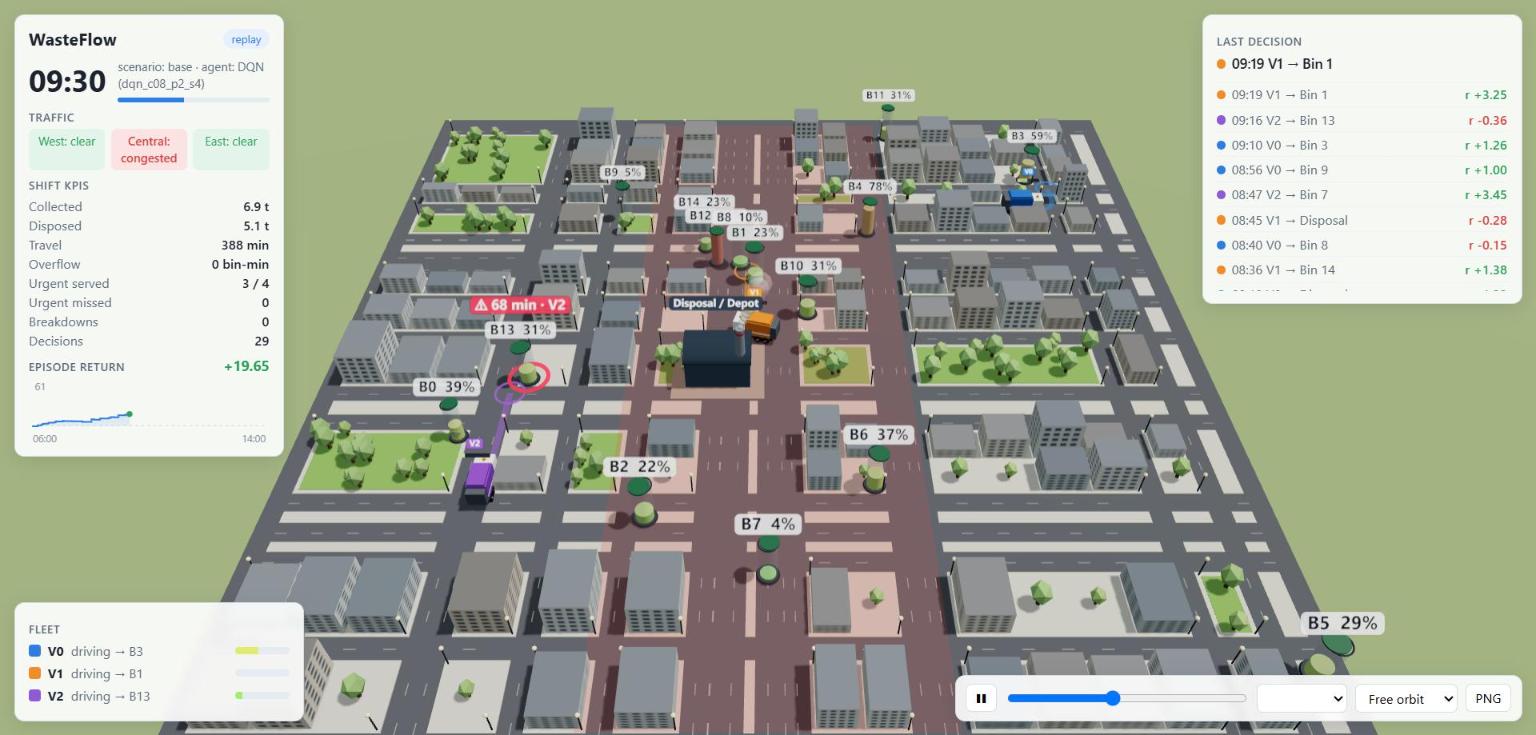 WasteFlow
replay
09:30
scenario: base · agent: DQN
(dqn_c08_p2_s4)
TRAFFIC
West: clear
Central:
congested
East: clear
SHIFT KPIS
Collected 6.9 t
Disposed 5.1 t
Travel 388 min
Overflow 0 bin-min
Urgent served 3 / 4
Urgent missed 0
Breakdowns 0
Decisions 29
EPISODE RETURN +19.65
61
06:00 14:00
LAST DECISION
09:19 V1 → Bin 1
09:19 V1 → Bin 1 r +3.25
09:16 V2 → Bin 13 r -0.36
09:10 V0 → Bin 3 r +1.26
08:56 V0 → Bin 9 r +1.00
08:47 V2 → Bin 7 r +3.45
08:45 V1 → Disposal r -0.28
08:40 V0 → Bin 8 r -0.15
08:36 V1 → Bin 14 r +1.38
B11 31%
B3 59%
V0
B9 5%
B4 78%
B14 23%
B12
B8 10%
B1 23%
B10 31%
V1
Disposal / Depot
⚠ 68 min · V2
B13 31%
B0 39%
V2
B6 37%
B2 22%
B7 4%
B5 29%
FLEET
V0 driving → B3
V1 driving → B1
V2 driving → B13
Free orbit
PNG